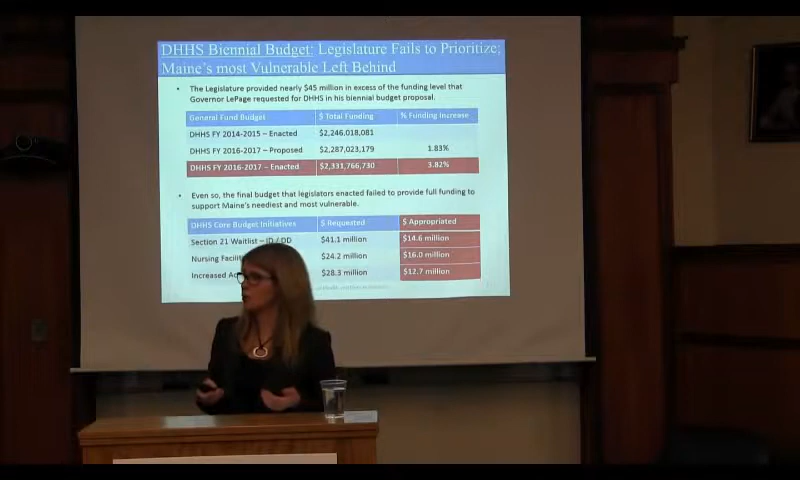 DHHS Biennial Budget: Legislature Fails to Prioritize;
Maine's most Vulnerable Left Behind
• The Legislature provided nearly $45 million in excess of the funding level that
Governor LePage requested for DHHS in his biennial budget proposal.
General Fund Budget $ Total Funding % Funding Increase
DHHS FY 2014-2015 – Enacted $2,246,018,081
DHHS FY 2016-2017 – Proposed $2,287,023,179 1.83%
DHHS FY 2016-2017 – Enacted $2,331,766,730 3.82%
• Even so, the final budget that legislators enacted failed to provide full funding to
support Maine's neediest and most vulnerable.
DHHS Core Budget Initiatives $ Requested $ Appropriated
Section 21 Waitlist – ID / DD $41.1 million $14.6 million
Nursing $24.2 million $16.0 million
Increased $28.3 million $12.7 million